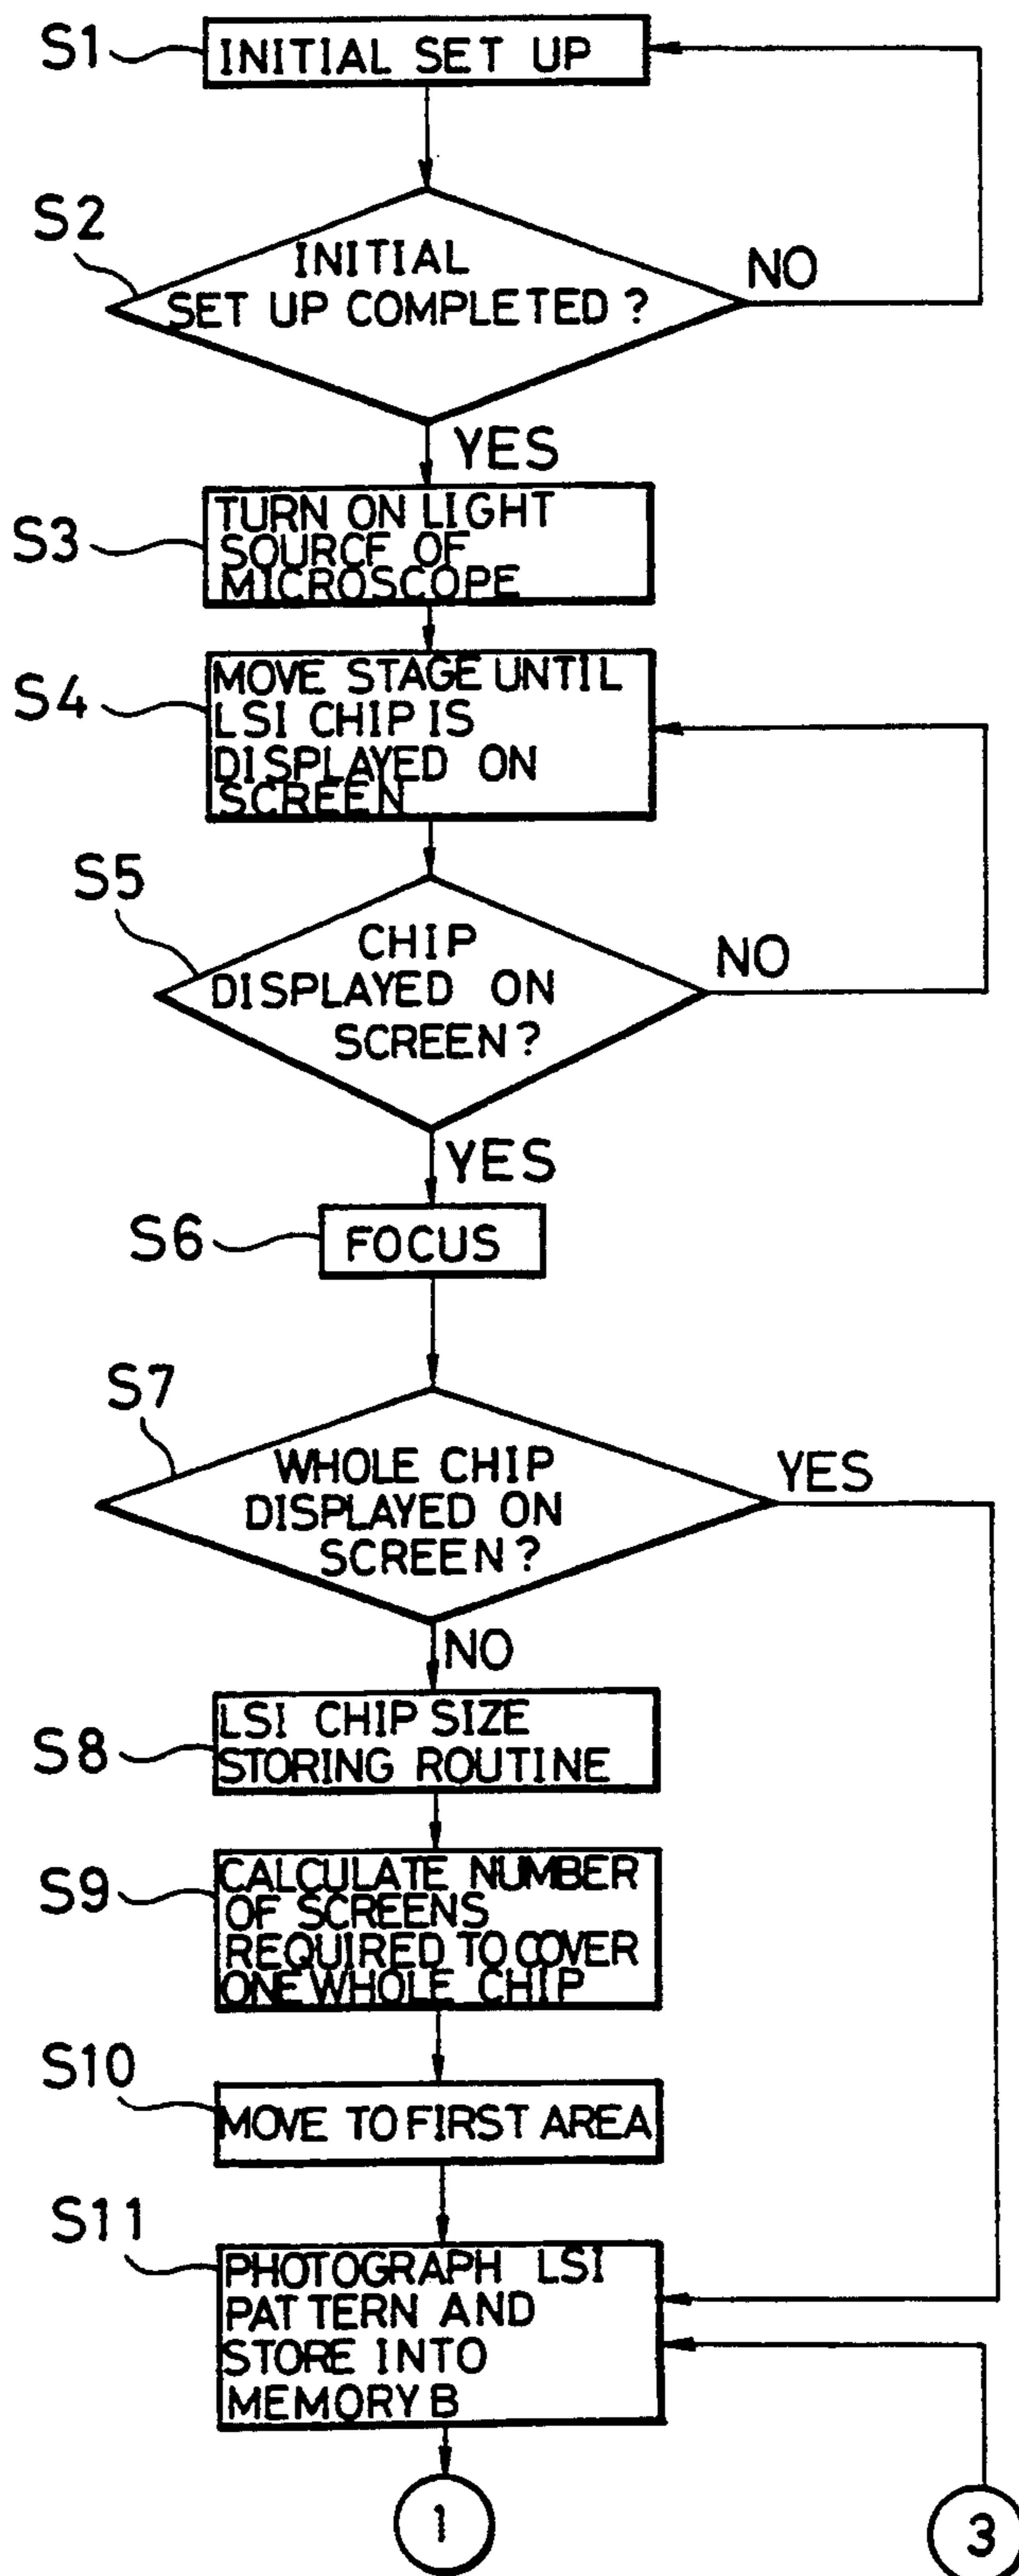 S1
INITIAL SET UP
S2
INITIAL
SET UP COMPLETED?
NO
YES
S3
TURN ON LIGHT
SOURCE OF
MICROSCOPE
S4
MOVE STAGE UNTIL
LSI CHIP IS
DISPLAYED ON
SCREEN
S5
CHIP
DISPLAYED ON
SCREEN?
NO
YES
S6
FOCUS
S7
WHOLE CHIP
DISPLAYED ON
SCREEN?
YES
NO
S8
LSI CHIP SIZE
STORING ROUTINE
S9
CALCULATE NUMBER
OF SCREENS
REQUIRED TO COVER
ONE WHOLE CHIP
S10
MOVE TO FIRST AREA
S11
PHOTOGRAPH LSI
PATTERN AND
STORE INTO
MEMORY B
1
3